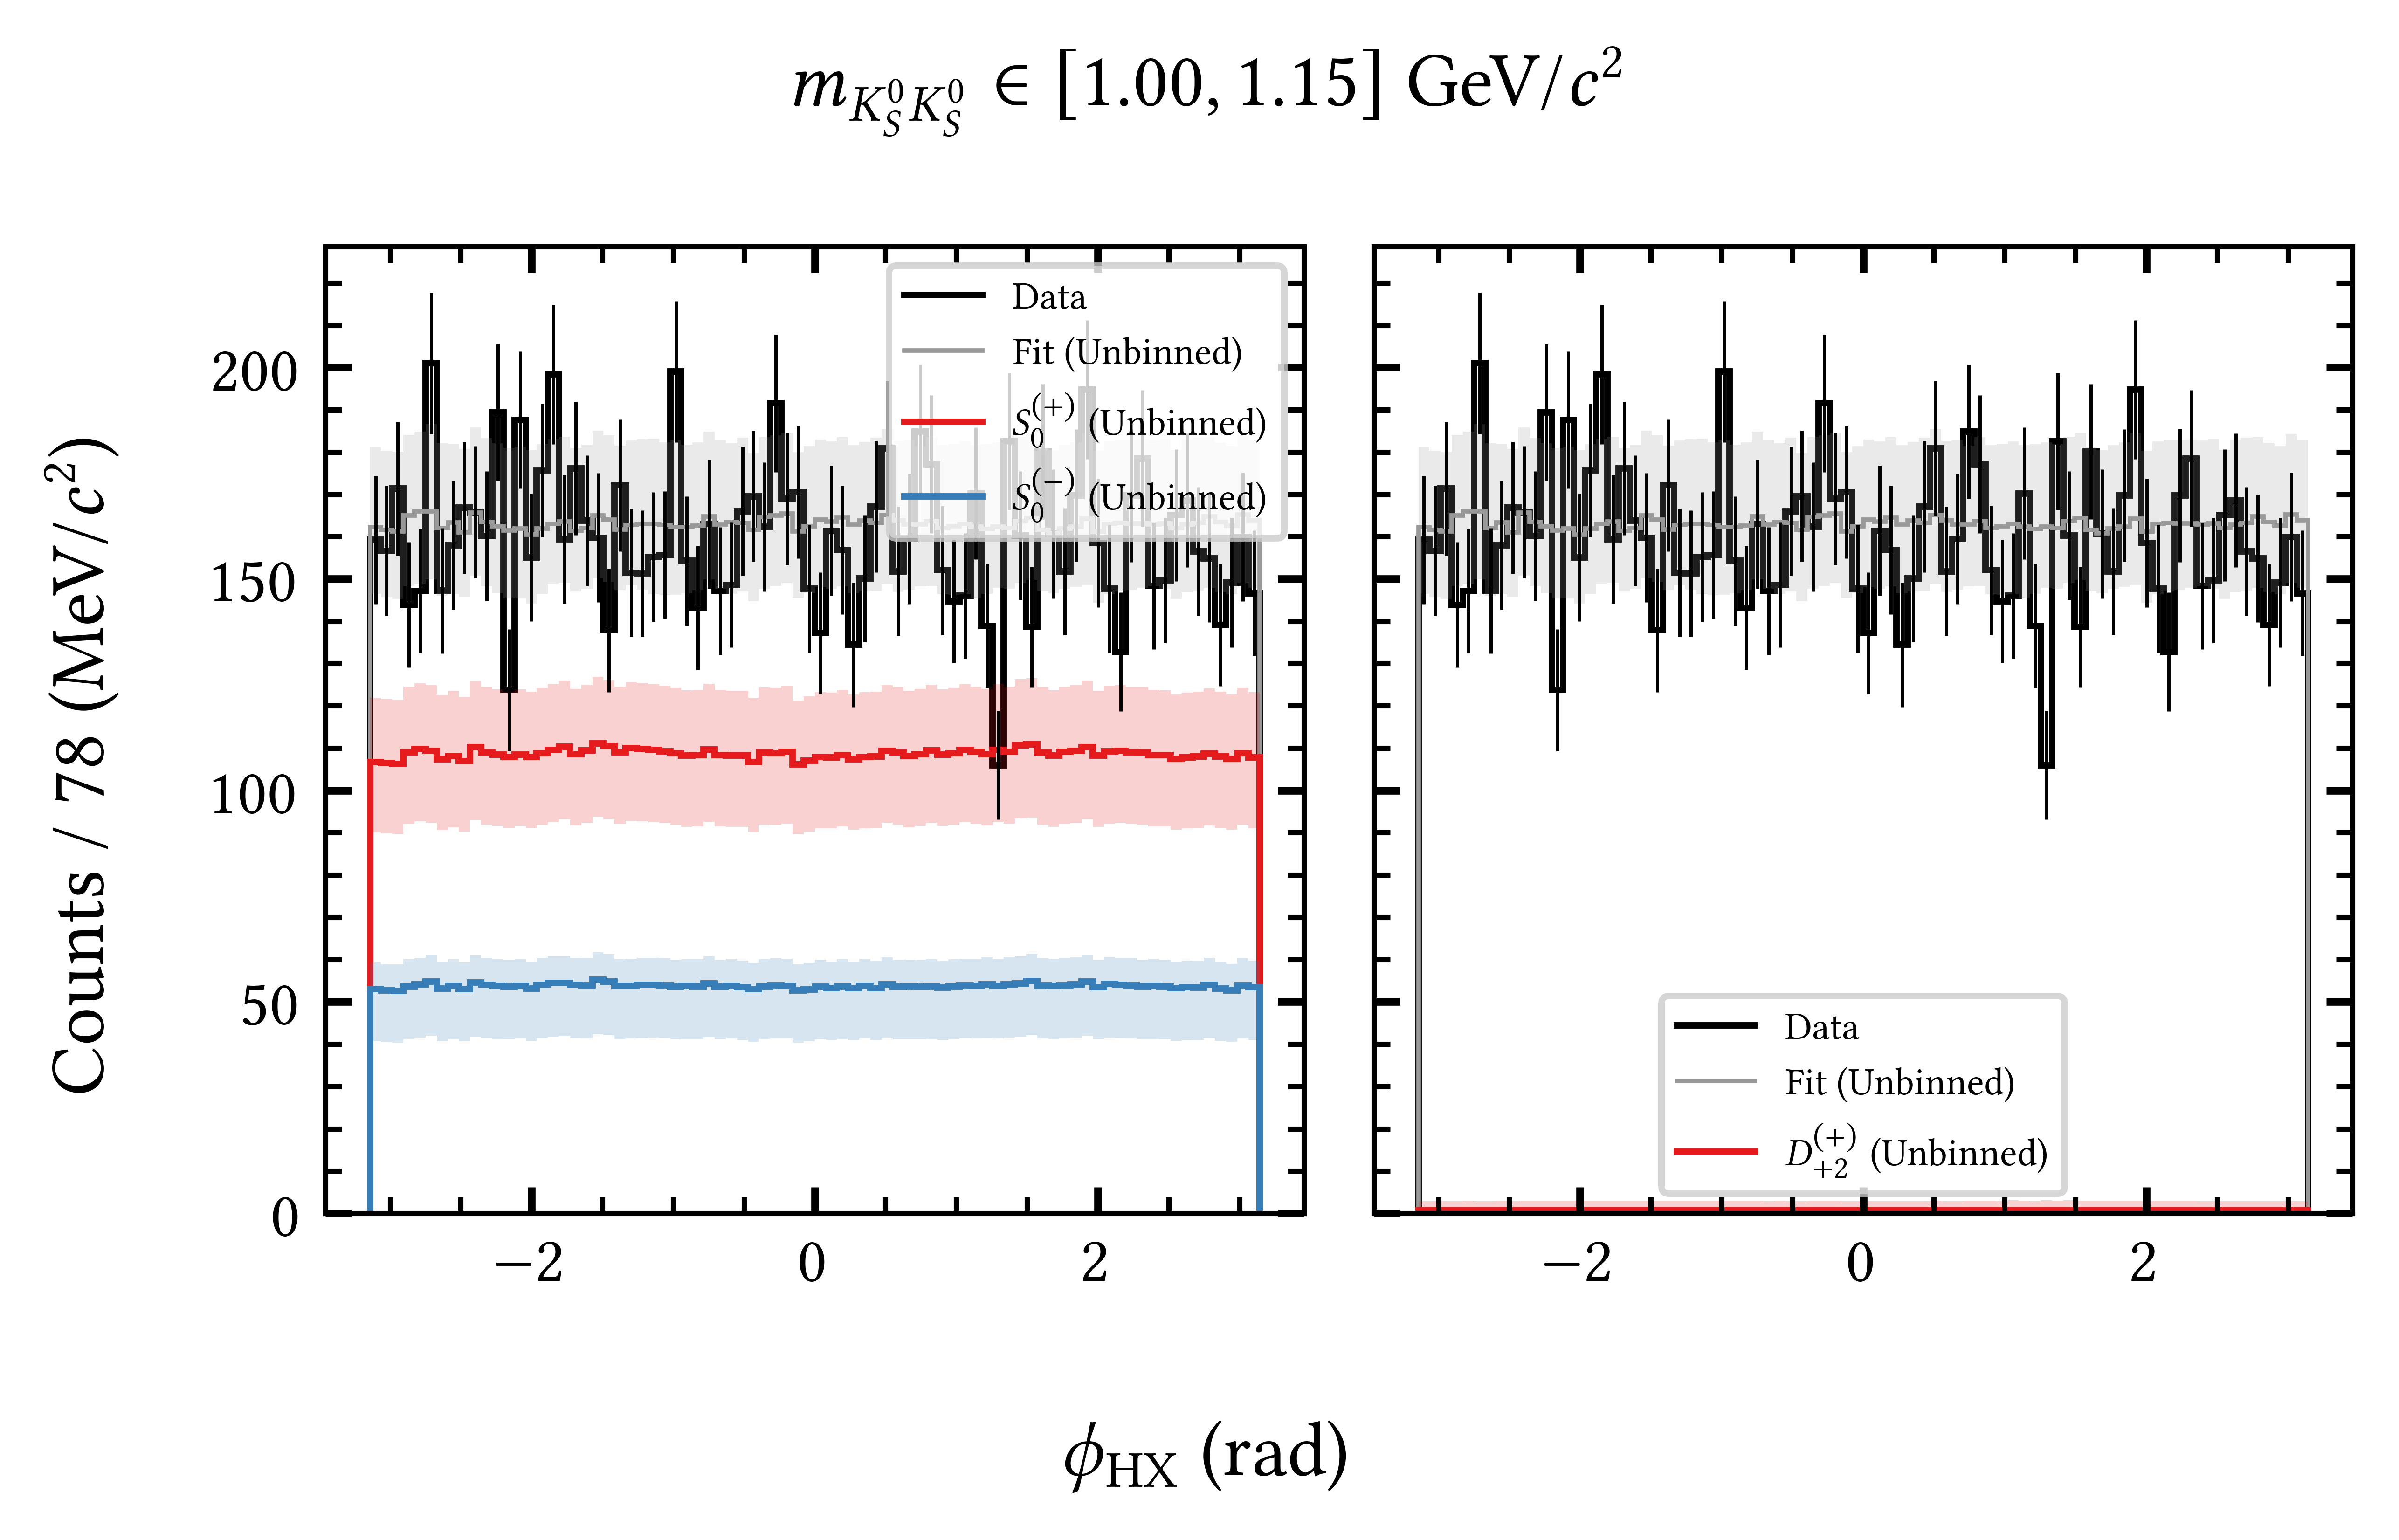 m_{K_S^0 K_S^0} ∈ [1.00, 1.15] GeV/c²
Counts / 78 (MeV/c²)
200
150
100
50
0
Data
Fit (Unbinned)
S_0^{(+)} (Unbinned)
S_0^{(−)} (Unbinned)
Data
Fit (Unbinned)
D_{+2}^{(+)} (Unbinned)
−2 0 2
−2 0 2
ϕ_{HX} (rad)